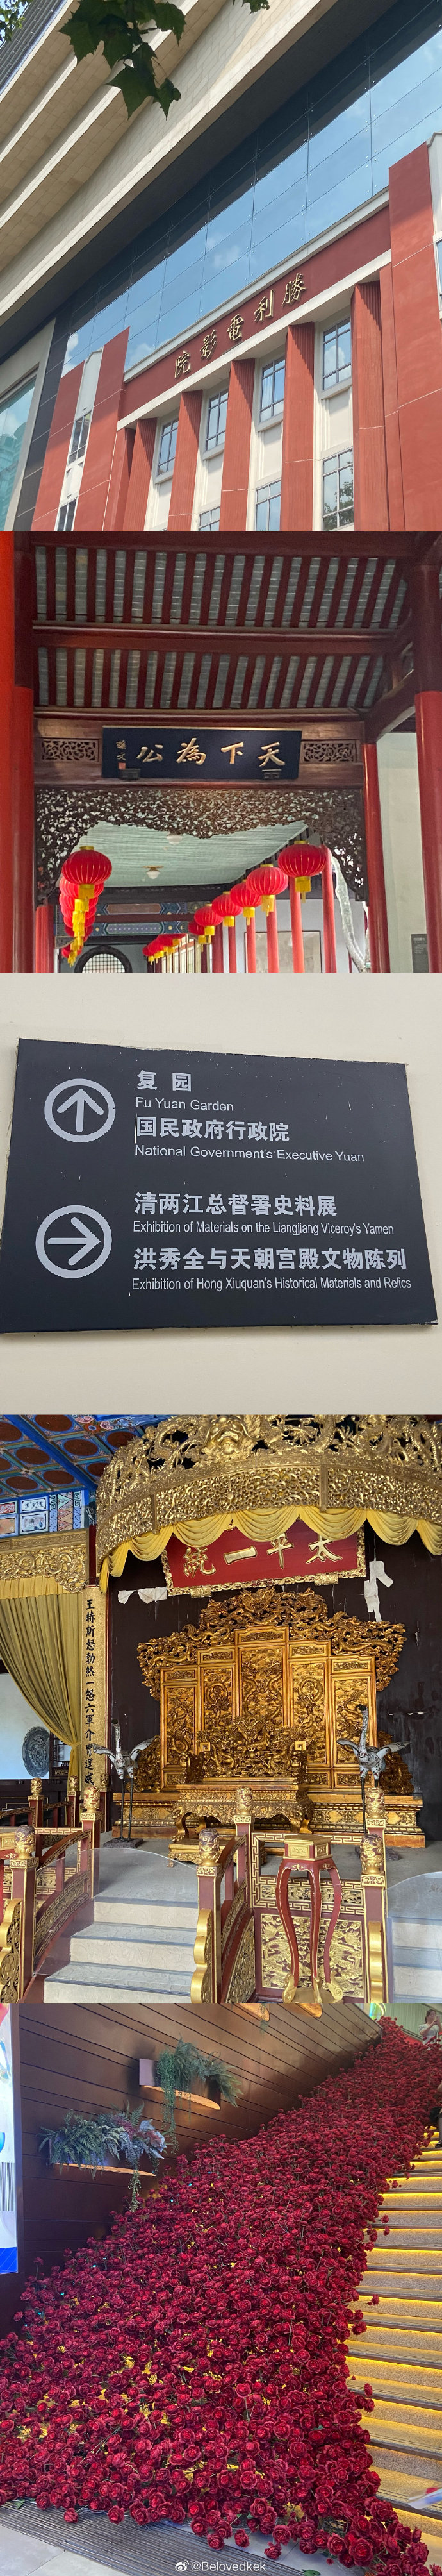 勝利電影院
天下為公
孫文
复园
Fu Yuan Garden
国民政府行政院
National Government's Executive Yuan
清两江总督署史料展
Exhibition of Materials on the Liangjiang Viceroy's Yamen
洪秀全与天朝宫殿文物陈列
Exhibition of Hong Xiuquan's Historical Materials and Relics
太平一統
王赫斯怒勃然一怒六軍介冑逞威
@Belovedkek